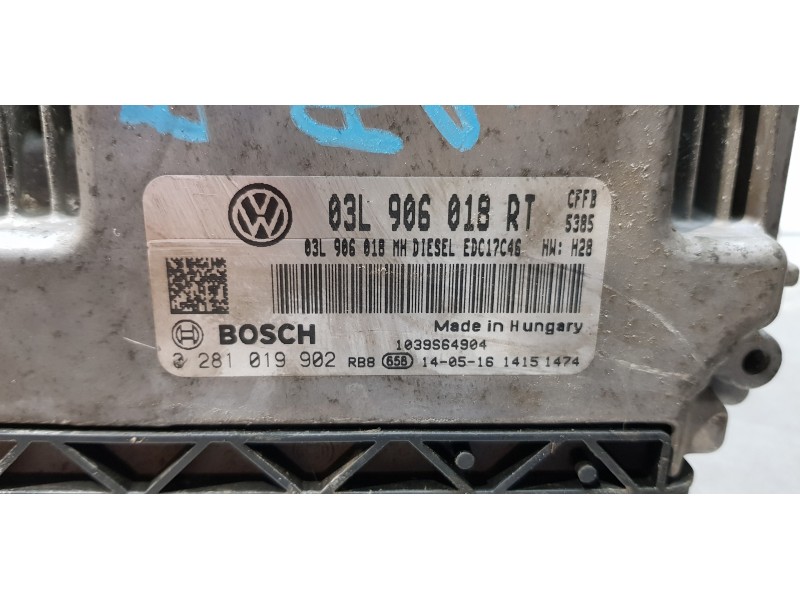 03L 906 018 RT CFFB
5385
03L 906 018 MH DIESEL EDC17C46 HW: H28
BOSCH Made in Hungary
1039S64904
0 281 019 902 RB8 658 14-05-16 1415 1474